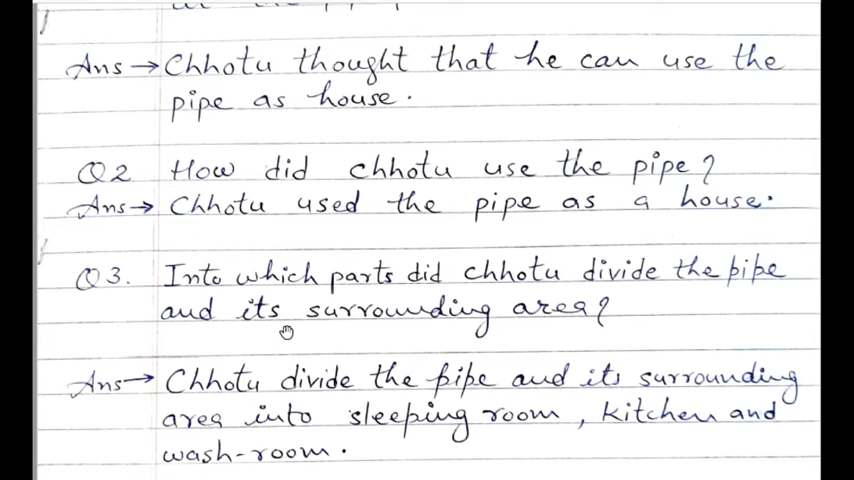 Ans → Chhotu thought that he can use the
pipe as house.
Q2 How did chhotu use the pipe?
Ans → Chhotu used the pipe as a house.
Q3. Into which parts did chhotu divide the pipe
and its surrounding area?
Ans → Chhotu divide the pipe and its surrounding
area into sleeping room, kitchen and
wash-room.